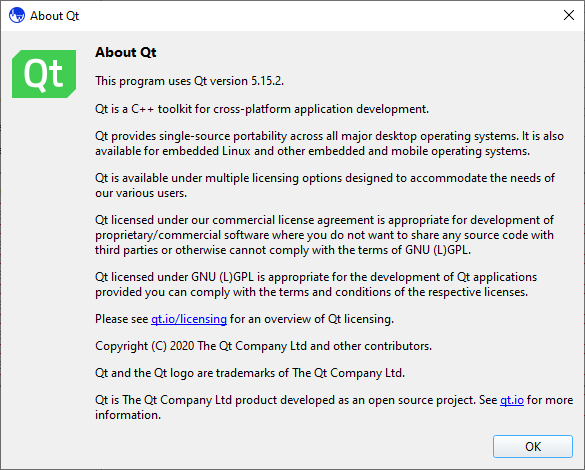 About Qt
Qt
About Qt
This program uses Qt version 5.15.2.
Qt is a C++ toolkit for cross-platform application development.
Qt provides single-source portability across all major desktop operating systems. It is also
available for embedded Linux and other embedded and mobile operating systems.
Qt is available under multiple licensing options designed to accommodate the needs of
our various users.
Qt licensed under our commercial license agreement is appropriate for development of
proprietary/commercial software where you do not want to share any source code with
third parties or otherwise cannot comply with the terms of GNU (L)GPL.
Qt licensed under GNU (L)GPL is appropriate for the development of Qt applications
provided you can comply with the terms and conditions of the respective licenses.
Please see qt.io/licensing for an overview of Qt licensing.
Copyright (C) 2020 The Qt Company Ltd and other contributors.
Qt and the Qt logo are trademarks of The Qt Company Ltd.
Qt is The Qt Company Ltd product developed as an open source project. See qt.io for more
information.
OK